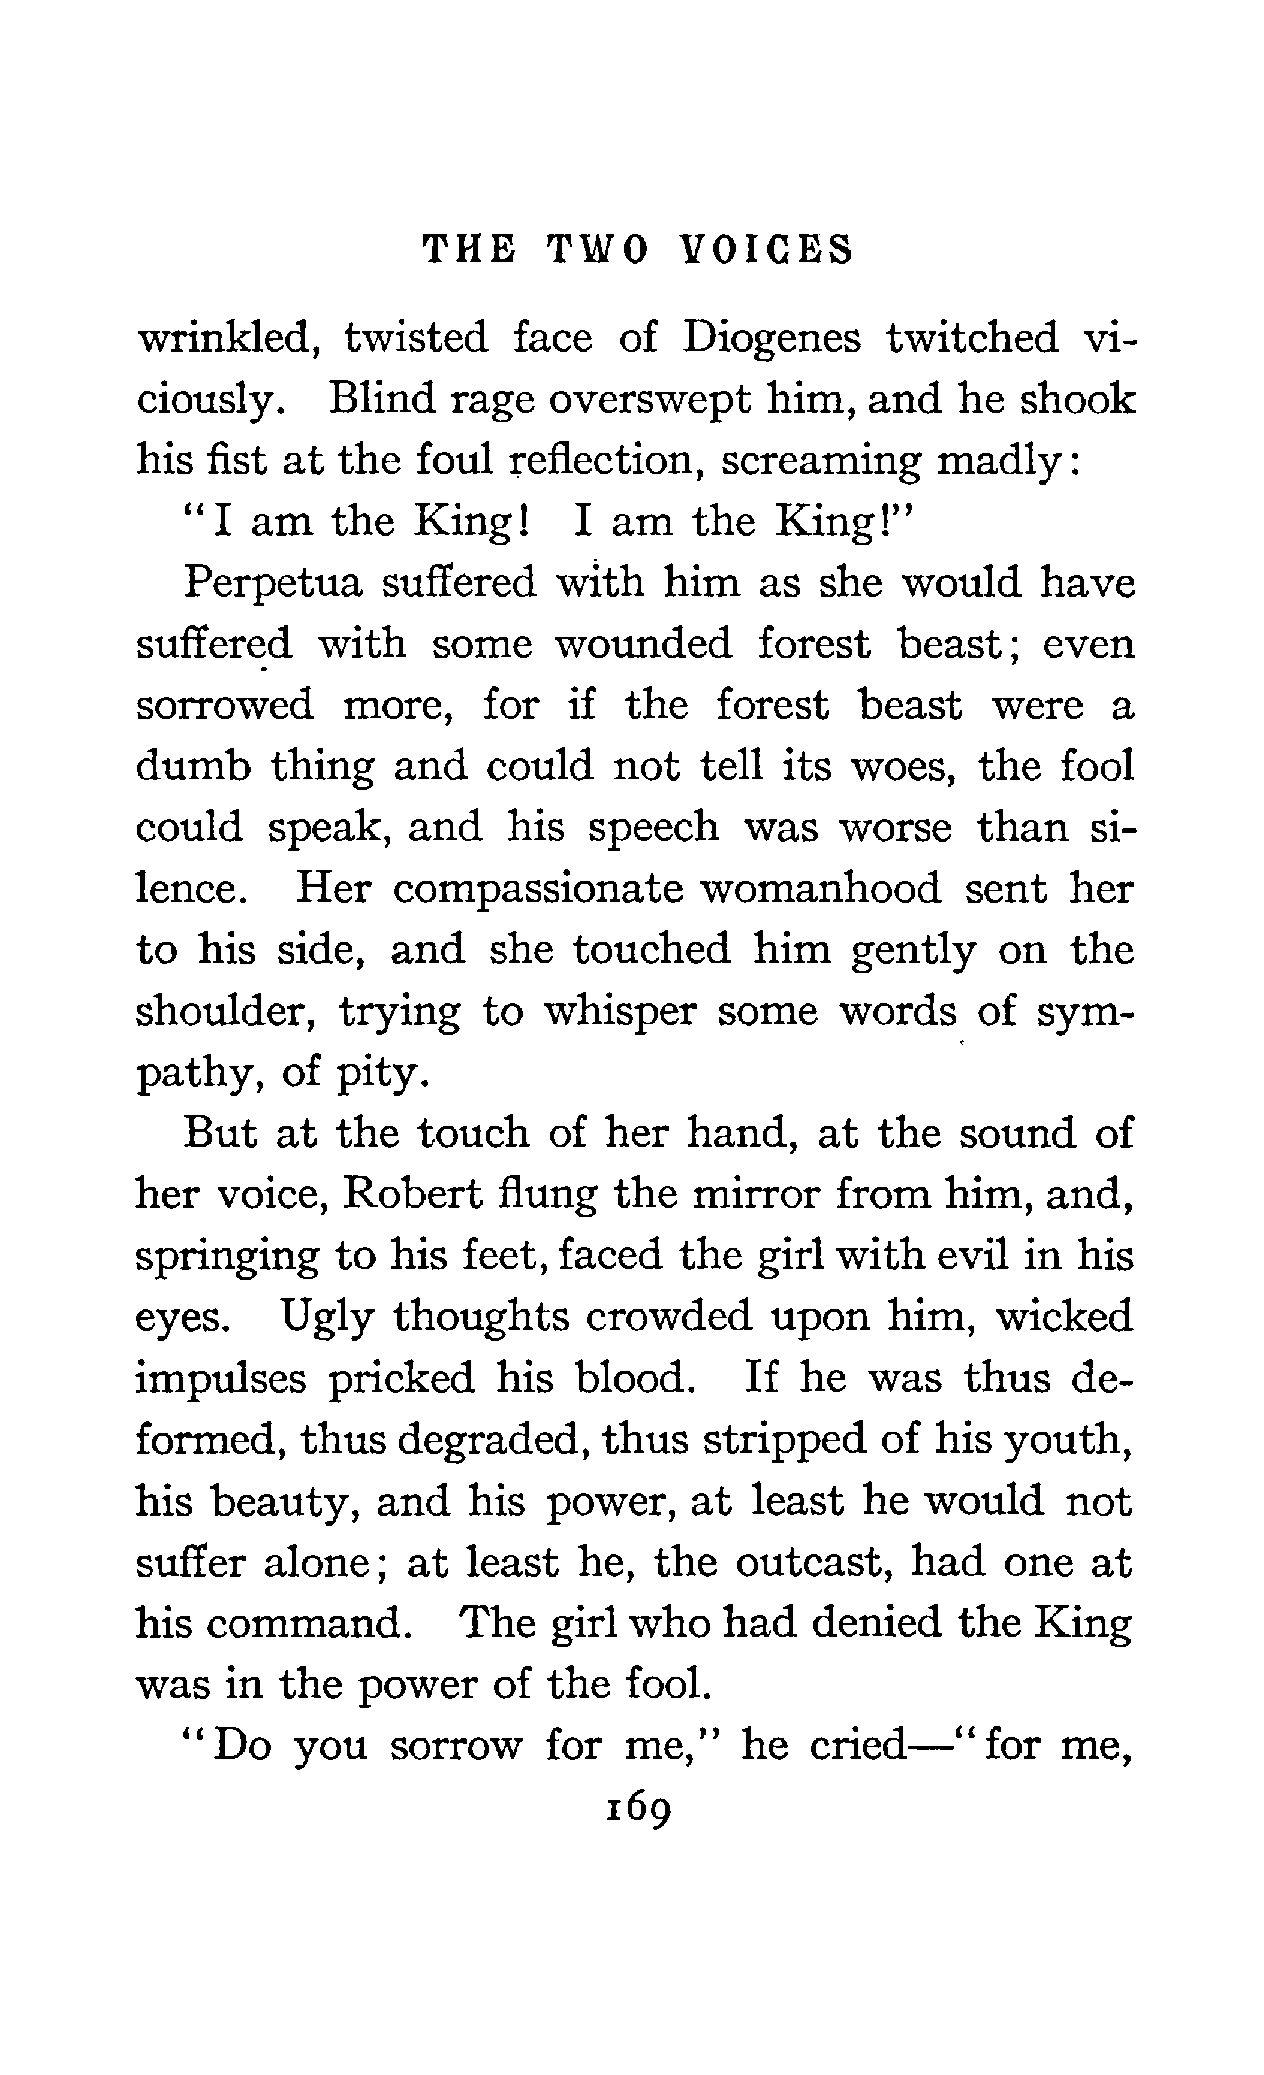 THE TWO VOICES
wrinkled, twisted face of Diogenes twitched vi-
ciously. Blind rage overswept him, and he shook
his fist at the foul reflection, screaming madly:
"I am the King! I am the King!"
Perpetua suffered with him as she would have
suffered with some wounded forest beast; even
sorrowed more, for if the forest beast were a
dumb thing and could not tell its woes, the fool
could speak, and his speech was worse than si-
lence. Her compassionate womanhood sent her
to his side, and she touched him gently on the
shoulder, trying to whisper some words of sym-
pathy, of pity.
But at the touch of her hand, at the sound of
her voice, Robert flung the mirror from him, and,
springing to his feet, faced the girl with evil in his
eyes. Ugly thoughts crowded upon him, wicked
impulses pricked his blood. If he was thus de-
formed, thus degraded, thus stripped of his youth,
his beauty, and his power, at least he would not
suffer alone; at least he, the outcast, had one at
his command. The girl who had denied the King
was in the power of the fool.
"Do you sorrow for me," he cried—"for me,
169